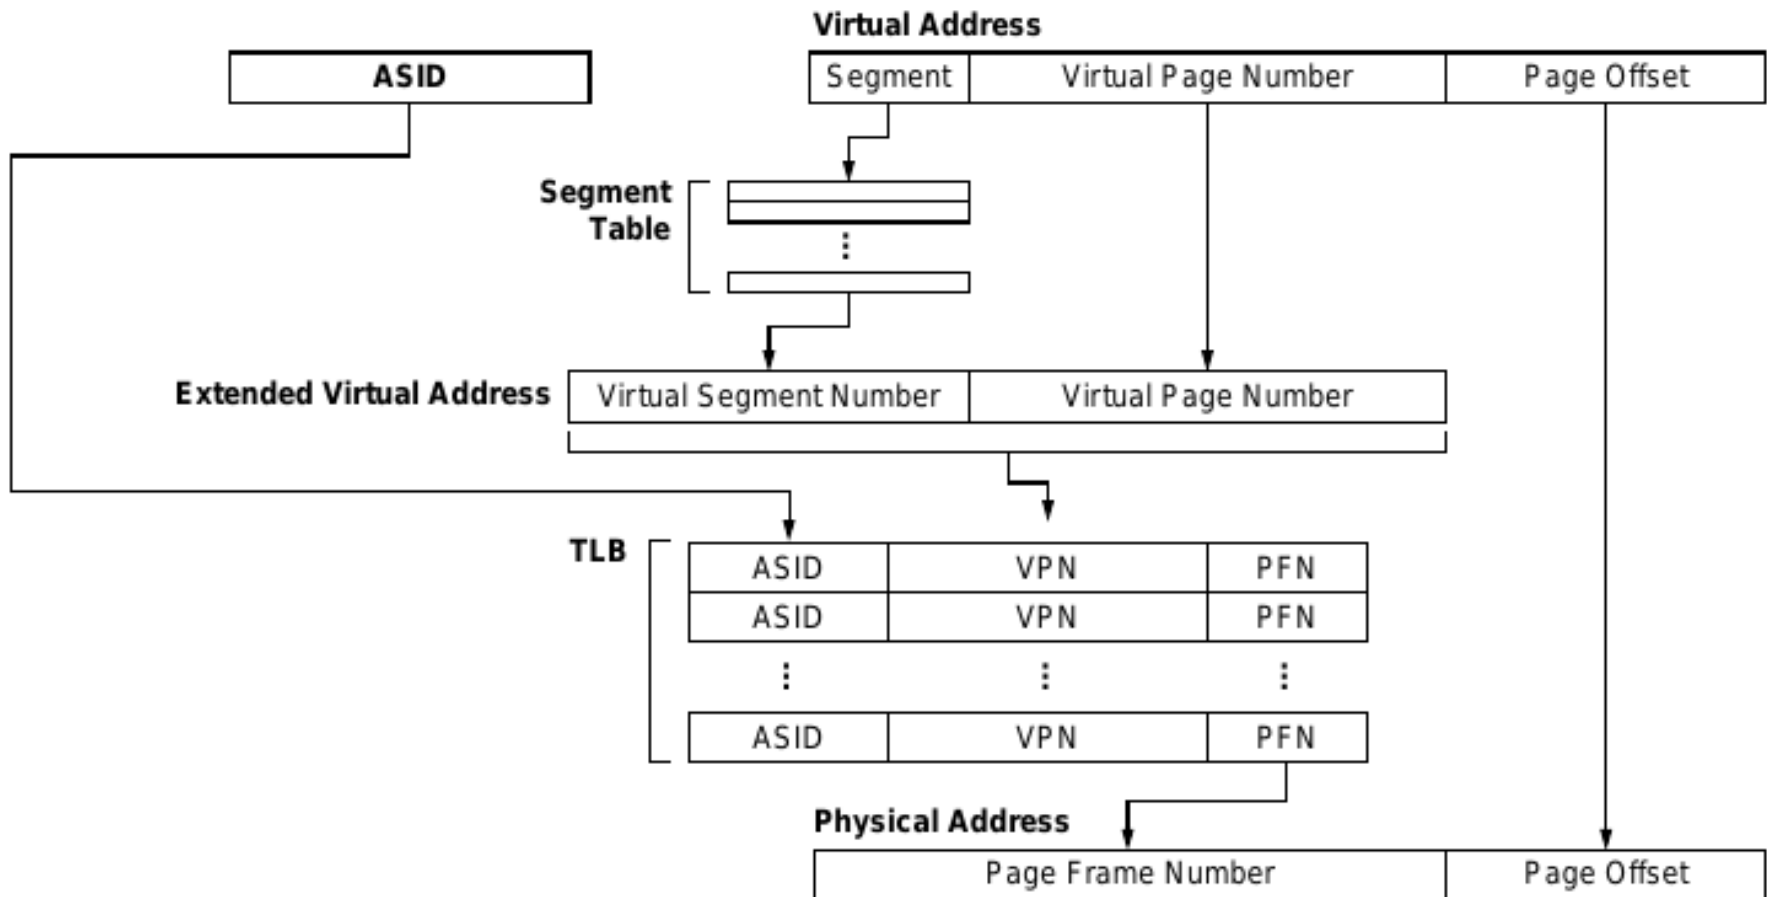 Virtual Address
ASID
Segment Virtual Page Number Page Offset
Segment
Table
Extended Virtual Address Virtual Segment Number Virtual Page Number
TLB
ASID VPN PFN
ASID VPN PFN
ASID VPN PFN
Physical Address
Page Frame Number Page Offset